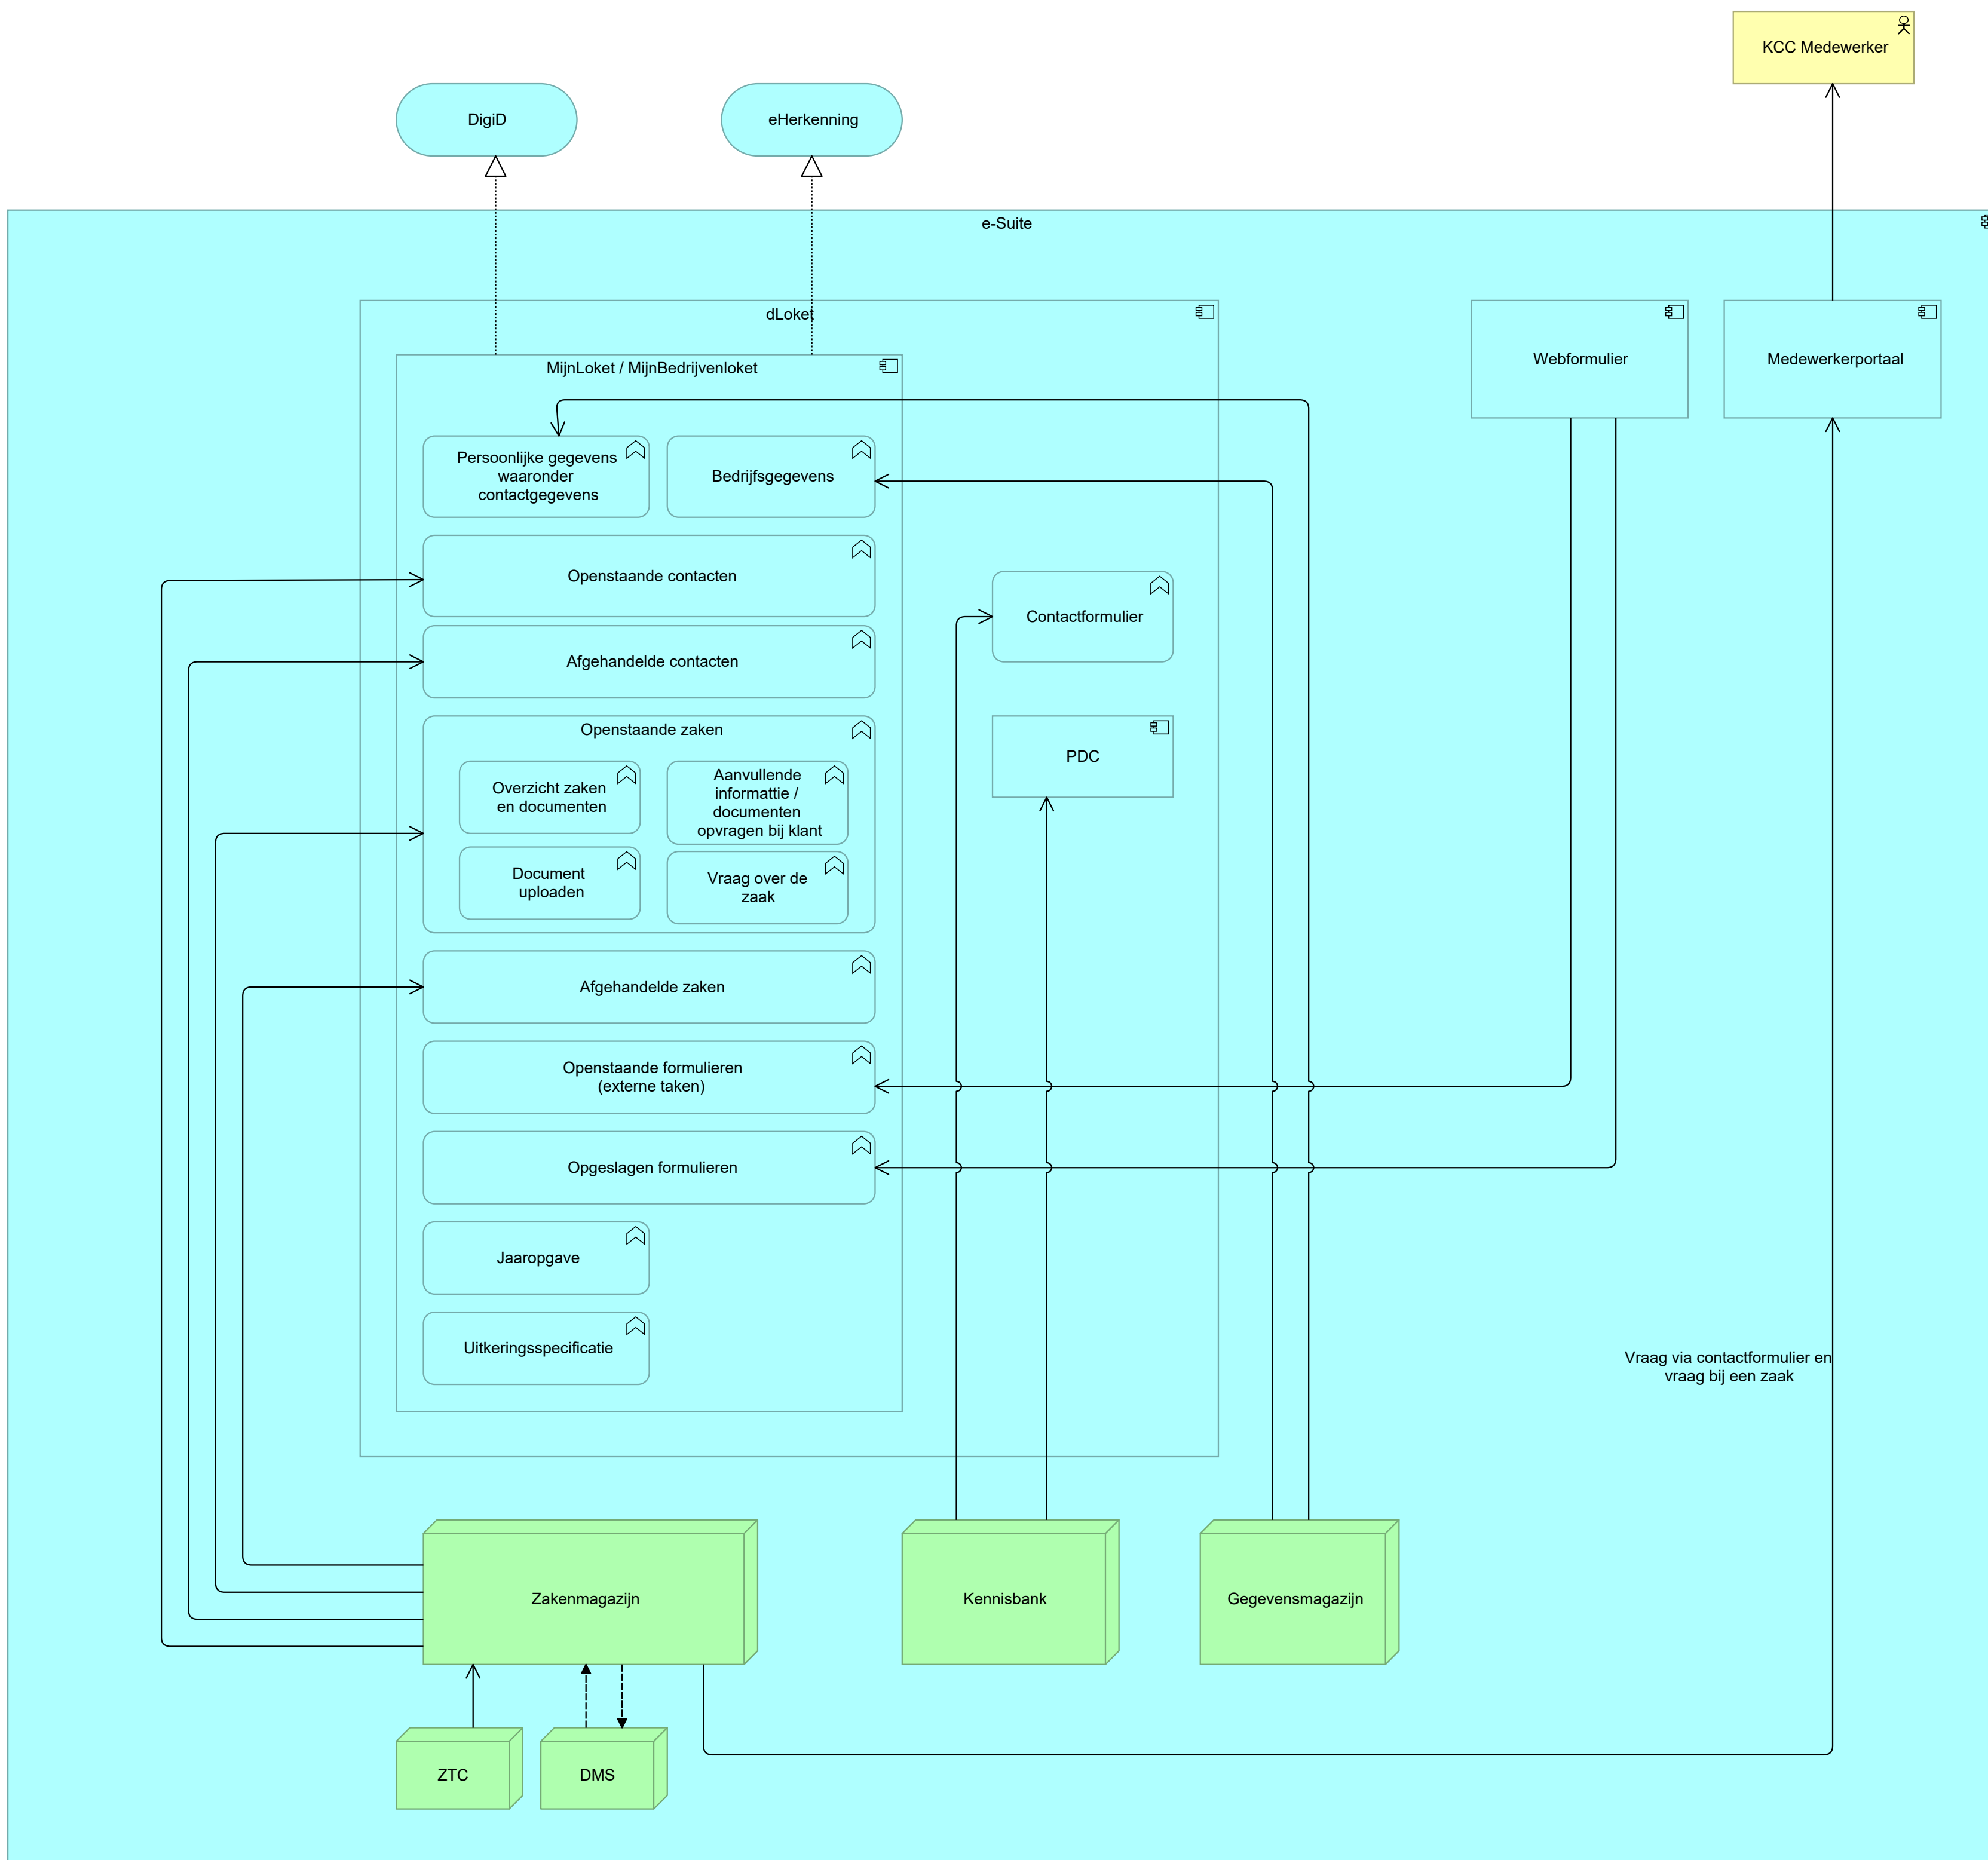 KCC Medewerker
DigiD
eHerkenning
e-Suite
dLoket
MijnLoket / MijnBedrijvenloket
Webformulier
Medewerkerportaal
Persoonlijke gegevens
waaronder
contactgegevens
Bedrijfsgegevens
Openstaande contacten
Contactformulier
Afgehandelde contacten
Openstaande zaken
PDC
Overzicht zaken
en documenten
Aanvullende
informattie /
documenten
opvragen bij klant
Document
uploaden
Vraag over de
zaak
Afgehandelde zaken
Openstaande formulieren
(externe taken)
Opgeslagen formulieren
Jaaropgave
Uitkeringsspecificatie
Vraag via contactformulier en
vraag bij een zaak
Zakenmagazijn
Kennisbank
Gegevensmagazijn
ZTC
DMS